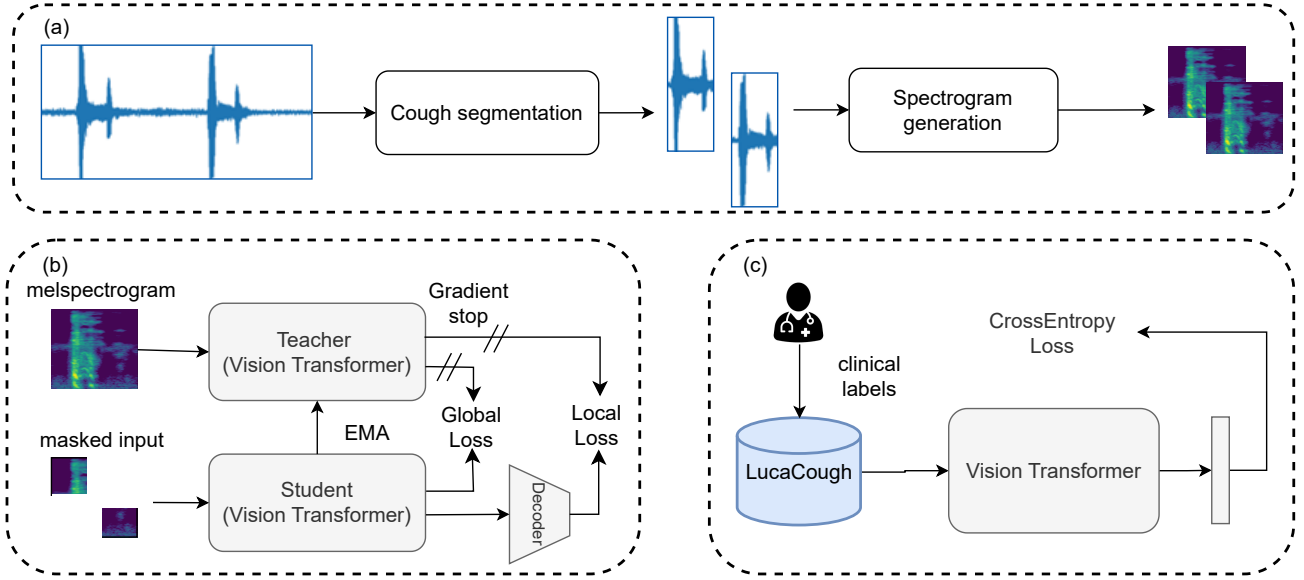 (a)
Cough segmentation
Spectrogram
generation
(b)
melspectrogram
Teacher
(Vision Transformer)
Gradient
stop
Global
Loss
Local
Loss
EMA
masked input
Student
(Vision Transformer)
Decoder
(c)
clinical
labels
CrossEntropy
Loss
LucaCough
Vision Transformer